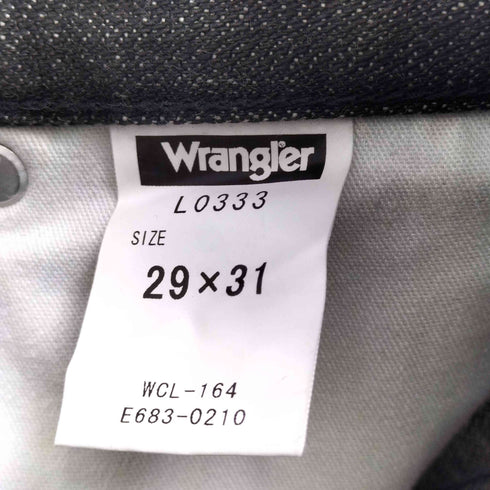 Wrangler
L0333
SIZE
29×31
WCL-164
E683-0210